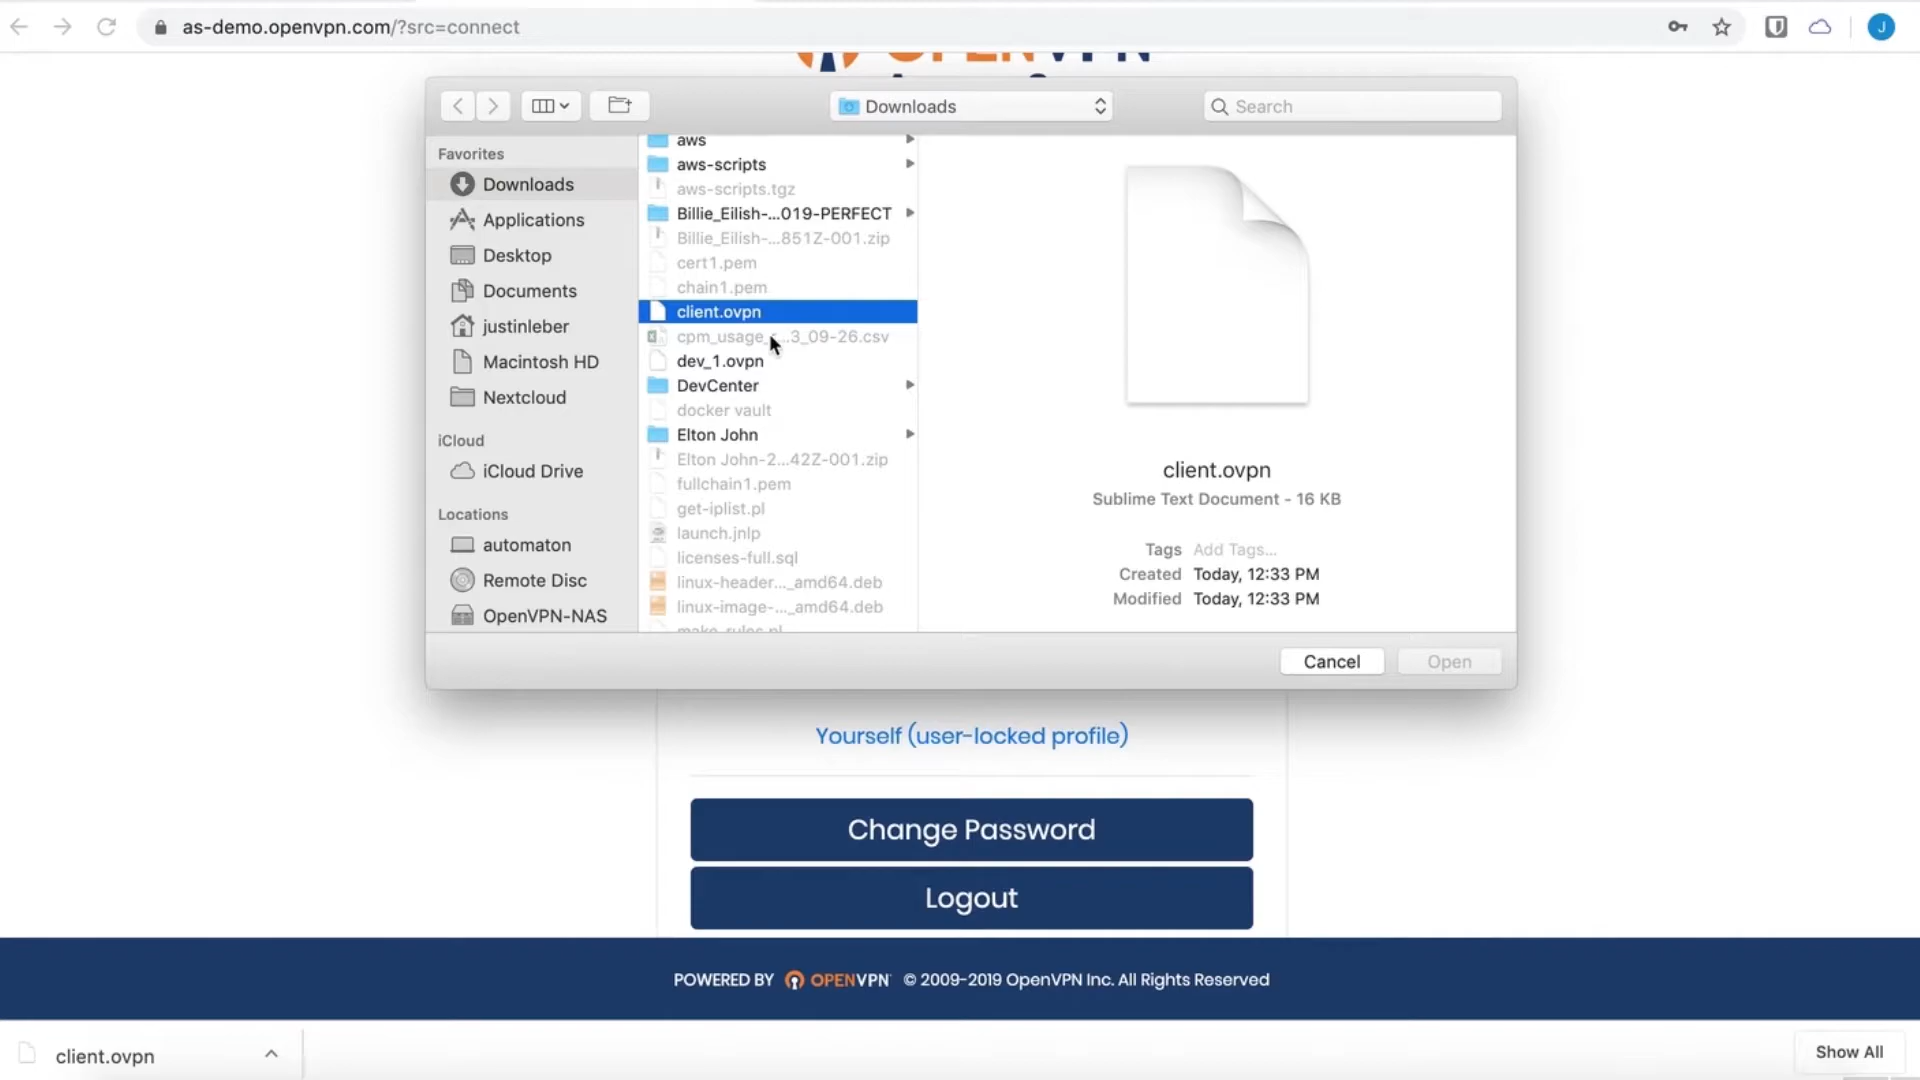 as-demo.openvpn.com/?src=connect
J
OPENVPN
Downloads
Search
Favorites
Downloads
Applications
Desktop
Documents
justinleber
Macintosh HD
Nextcloud
iCloud
iCloud Drive
Locations
automaton
Remote Disc
OpenVPN-NAS
aws
aws-scripts
aws-scripts.tgz
Billie_Eilish-...019-PERFECT
Billie_Eilish-...851Z-001.zip
cert1.pem
chain1.pem
client.ovpn
cpm_usage_...3_09-26.csv
dev_1.ovpn
DevCenter
docker vault
Elton John
Elton John-2...42Z-001.zip
fullchain1.pem
get-iplist.pl
launch.jnlp
licenses-full.sql
linux-header..._amd64.deb
linux-image-..._amd64.deb
make_rules.pl
client.ovpn
Sublime Text Document - 16 KB
Tags Add Tags...
Created Today, 12:33 PM
Modified Today, 12:33 PM
Cancel
Open
Yourself (user-locked profile)
Change Password
Logout
POWERED BY OPENVPN © 2009-2019 OpenVPN Inc. All Rights Reserved
client.ovpn
Show All